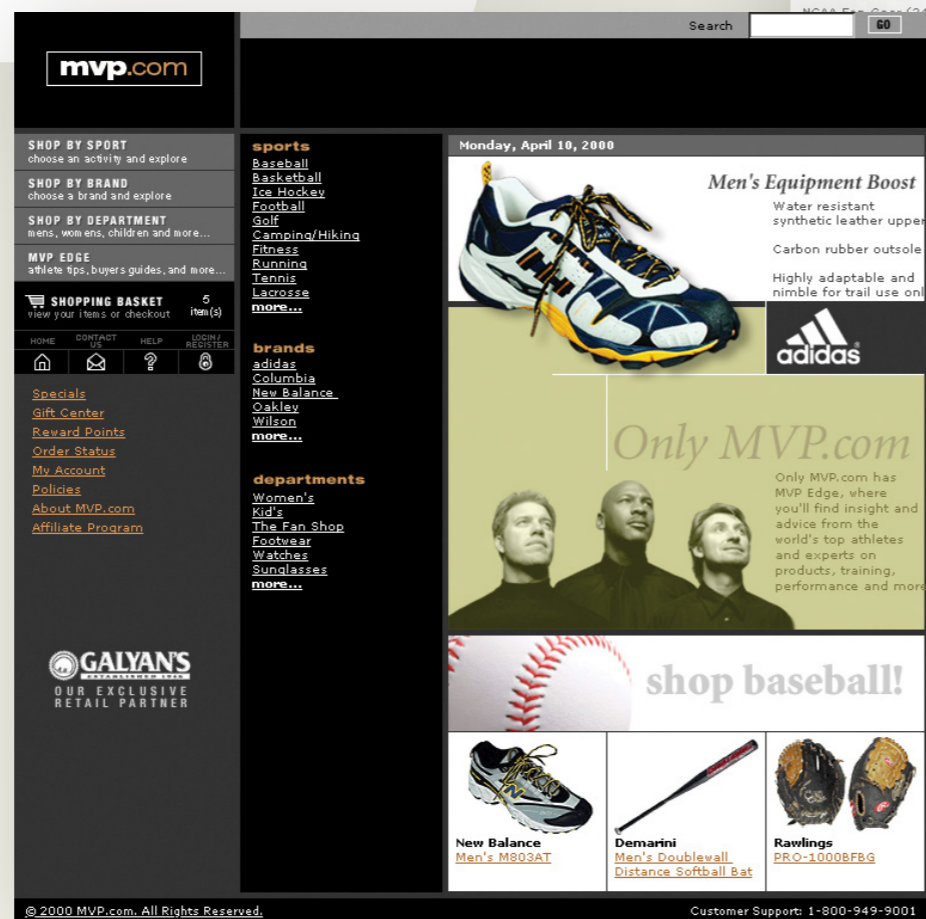 NCAA Fan Gear
Search
GO
mvp.com
SHOP BY SPORT
choose an activity and explore
SHOP BY BRAND
choose a brand and explore
SHOP BY DEPARTMENT
mens, womens, children and more...
MVP EDGE
athlete tips, buyers guides, and more...
SHOPPING BASKET 5
view your items or checkout item(s)
HOME CONTACT US HELP LOGIN / REGISTER
Specials
Gift Center
Reward Points
Order Status
My Account
Policies
About MVP.com
Affiliate Program
GALYAN'S
ESTABLISHED 1946
OUR EXCLUSIVE
RETAIL PARTNER
sports
Baseball
Basketball
Ice Hockey
Football
Golf
Camping/Hiking
Fitness
Running
Tennis
Lacrosse
more...
brands
adidas
Columbia
New Balance
Oakley
Wilson
more...
departments
Women's
Kid's
The Fan Shop
Footwear
Watches
Sunglasses
more...
Monday, April 10, 2000
Men's Equipment Boost
Water resistant
synthetic leather upper
Carbon rubber outsole
Highly adaptable and
nimble for trail use onl
adidas
Only MVP.com
Only MVP.com has
MVP Edge, where
you'll find insight and
advice from the
world's top athletes
and experts on
products, training,
performance and more
shop baseball!
New Balance
Men's M803AT
Demarini
Men's Doublewall
Distance Softball Bat
Rawlings
PRO-1000BFBG
© 2000 MVP.com. All Rights Reserved.
Customer Support: 1-800-949-9001